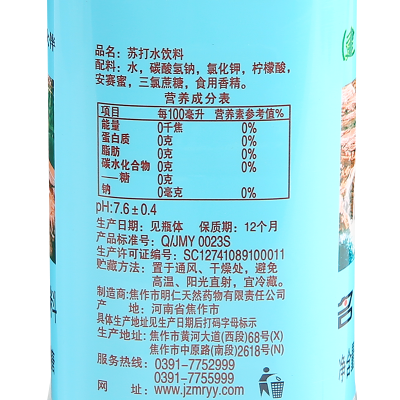 品名：苏打水饮料
配料：水，碳酸氢钠，氯化钾，柠檬酸，
安赛蜜，三氯蔗糖，食用香精。
营养成分表
项目 每100毫升 营养素参考值%
能量 0千焦 0%
蛋白质 0克 0%
脂肪 0克 0%
碳水化合物 0克 0%
——糖 0克
钠 0毫克 0%
pH:7.6±0.4
生产日期：见瓶体 保质期：12个月
产品标准号：Q/JMY 0023S
生产许可证编号：SC12741089100011
贮藏方法：置于通风、干燥处，避免
高温、阳光直射，宜冷藏。
制造商：焦作市明仁天然药物有限责任公司
产 地：河南省焦作市
具体生产地址见生产日期后打码字母标示
生产地址：焦作市黄河大道(西段)68号(X)
焦作市中原路(南段)2618号(N)
服务热线：0391-7752999
0391-7755999
网 址：www.jzmryy.com
伴
料
名
净含量